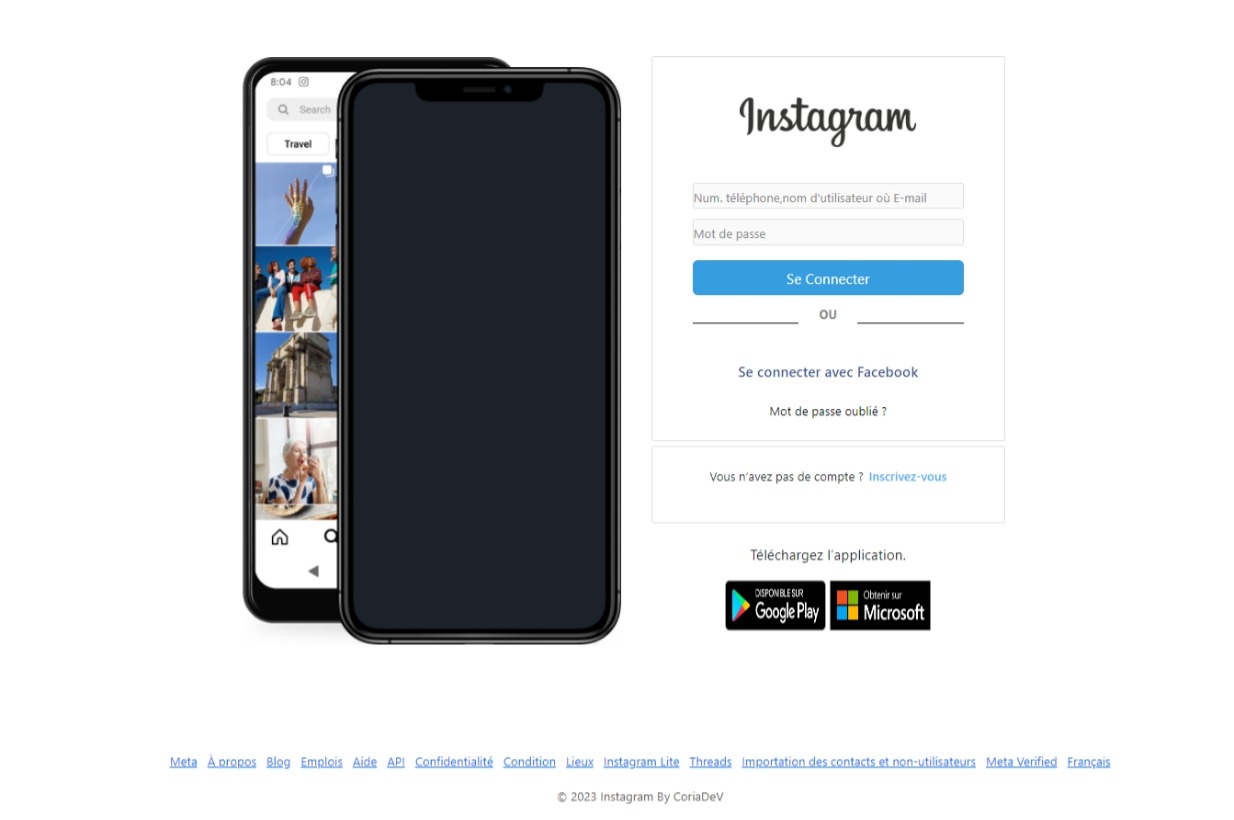 8:04
Search
Travel
Instagram
Num. téléphone,nom d'utilisateur où E-mail
Mot de passe
Se Connecter
OU
Se connecter avec Facebook
Mot de passe oublié ?
Vous n’avez pas de compte ? Inscrivez-vous
Téléchargez l’application.
DISPONIBLE SUR
Google Play
Obtenir sur
Microsoft
Meta À propos Blog Emplois Aide API Confidentialité Condition Lieux Instagram Lite Threads Importation des contacts et non-utilisateurs Meta Verified Français
© 2023 Instagram By CoriaDeV